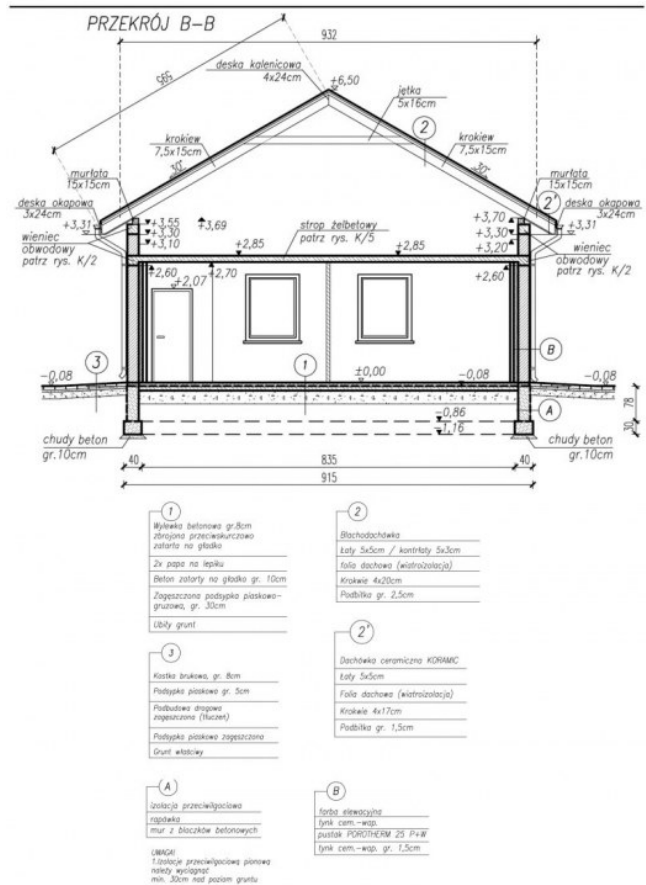 PRZEKRÓJ B-B
932
595
deska kalenicowa
4x24cm
+6,50
jętka
5x16cm
2
krokiew
7,5x15cm
krokiew
7,5x15cm
30°
30°
murłata
15x15cm
murłata
15x15cm
2'
deska okapowa
3x24cm
deska okapowa
3x24cm
+3,31
+3,55
+3,69
+3,70
+3,31
+3,30
+3,30
+3,10
+3,20
wieniec
obwodowy
patrz rys. K/2
strop żelbetowy
patrz rys. K/5
wieniec
obwodowy
patrz rys. K/2
+2,85
+2,85
+2,60
+2,70
+2,60
+2,07
B
3
1
-0,08
±0,00
-0,08
-0,08
A
78
-0,86
-1,16
30
chudy beton
gr.10cm
chudy beton
gr.10cm
40
835
40
915
1
Wylewka betonowa gr.8cm
zbrojona przeciwskurczowo
zatarta na gładko
2x papa na lepiku
Beton zatarty na gładko gr. 10cm
Zagęszczona podsypka piaskowo-
gruzowa, gr. 30cm
Ubity grunt
2
Blachodachówka
Łaty 5x5cm / kontrłaty 5x3cm
folia dachowa (wiatroizolacja)
Krokwie 4x20cm
Podbitka gr. 2,5cm
2'
Dachówka ceramiczna KORAMIC
Łaty 5x5cm
Folia dachowa (wiatroizolacja)
Krokwie 4x17cm
Podbitka gr. 1,5cm
3
Kostka brukowa, gr. 8cm
Podsypka piaskowa gr. 5cm
Podbudowa drogowa
zagęszczona (tłuczeń)
Podsypka piaskowa zagęszczona
Grunt właściwy
A
izolacja przeciwilgociowa
rapówka
mur z bloczków betonowych
UWAGA!
1.Izolację przeciwilgociową pionową
należy wyciągnąć
min. 30cm nad poziom gruntu
B
farba elewacyjna
tynk cem.-wap.
pustak POROTHERM 25 P+W
tynk cem.-wap. gr. 1,5cm